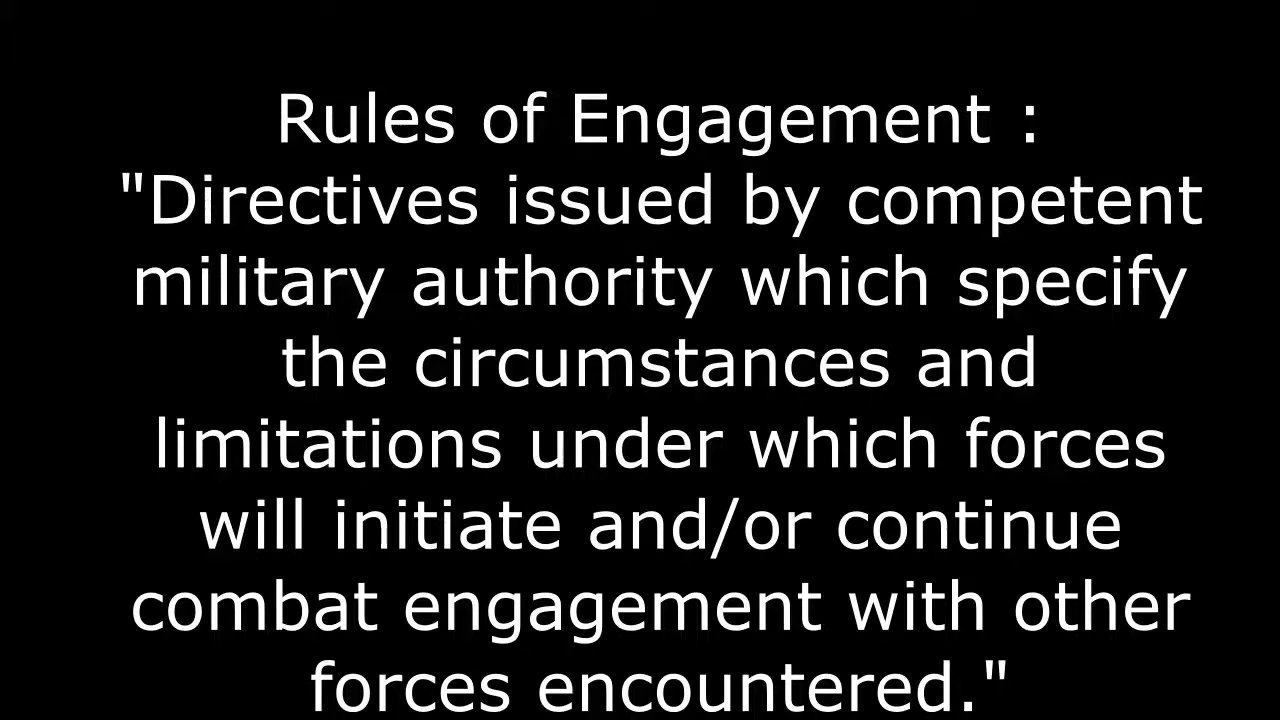 Rules of Engagement :
"Directives issued by competent
military authority which specify
the circumstances and
limitations under which forces
will initiate and/or continue
combat engagement with other
forces encountered."